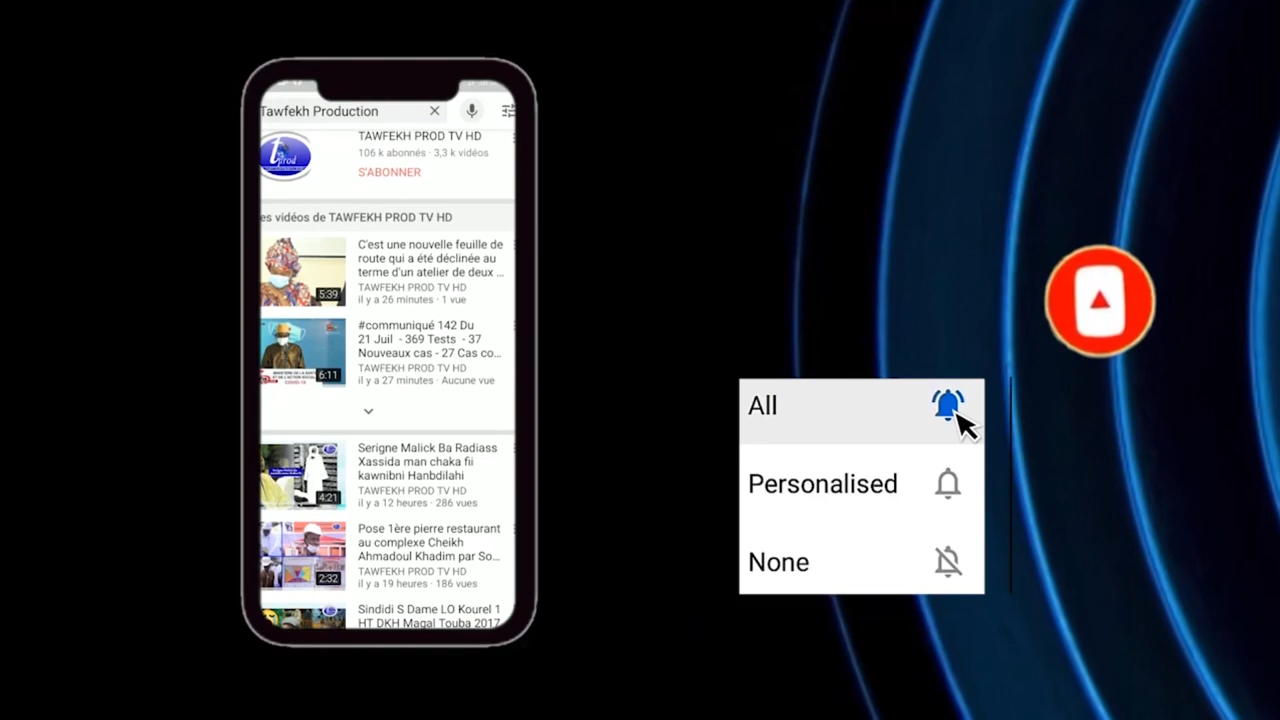 Tawfekh Production
TAWFEKH PROD TV HD
106 k abonnés · 3,3 k vidéos
S'ABONNER
tprod
es vidéos de TAWFEKH PROD TV HD
C'est une nouvelle feuille de
route qui a été déclinée au
terme d'un atelier de deux ...
TAWFEKH PROD TV HD
il y a 26 minutes · 1 vue
5:39
#communiqué 142 Du
21 Juil - 369 Tests - 37
Nouveaux cas - 27 Cas co...
TAWFEKH PROD TV HD
il y a 27 minutes · Aucune vue
6:11
Serigne Malick Ba Radiass
Xassida man chaka fii
kawnibni Hanbdilahi
TAWFEKH PROD TV HD
il y a 12 heures · 286 vues
4:21
Pose 1ère pierre restaurant
au complexe Cheikh
Ahmadoul Khadim par So...
TAWFEKH PROD TV HD
il y a 19 heures · 186 vues
2:32
Sindidi S Dame LO Kourel 1
HT DKH Magal Touba 2017
All
Personalised
None